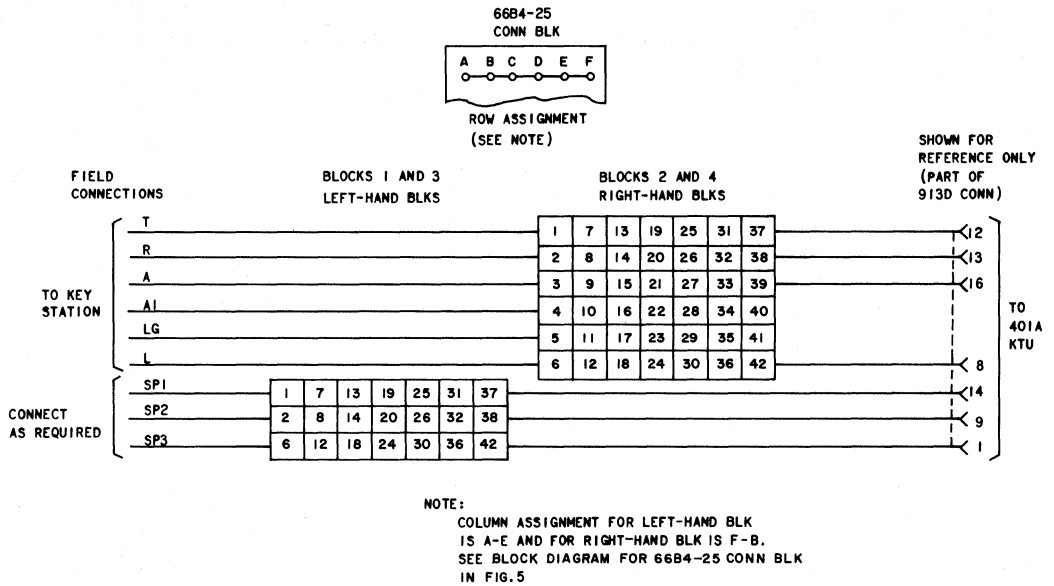 66B4-25
CONN BLK
A B C D E F
ROW ASSIGNMENT
(SEE NOTE)
SHOWN FOR
REFERENCE ONLY
(PART OF
913D CONN)
FIELD
CONNECTIONS
BLOCKS 1 AND 3
LEFT-HAND BLKS
BLOCKS 2 AND 4
RIGHT-HAND BLKS
T 1 7 13 19 25 31 37 12
R 2 8 14 20 26 32 38 13
A 3 9 15 21 27 33 39 16
TO KEY
STATION
A1 4 10 16 22 28 34 40
LG 5 11 17 23 29 35 41
L 6 12 18 24 30 36 42 8
TO
401A
KTU
CONNECT
AS REQUIRED
SP1 1 7 13 19 25 31 37 14
SP2 2 8 14 20 26 32 38 9
SP3 6 12 18 24 30 36 42 1
NOTE:
COLUMN ASSIGNMENT FOR LEFT-HAND BLK
IS A-E AND FOR RIGHT-HAND BLK IS F-B.
SEE BLOCK DIAGRAM FOR 66B4-25 CONN BLK
IN FIG.5